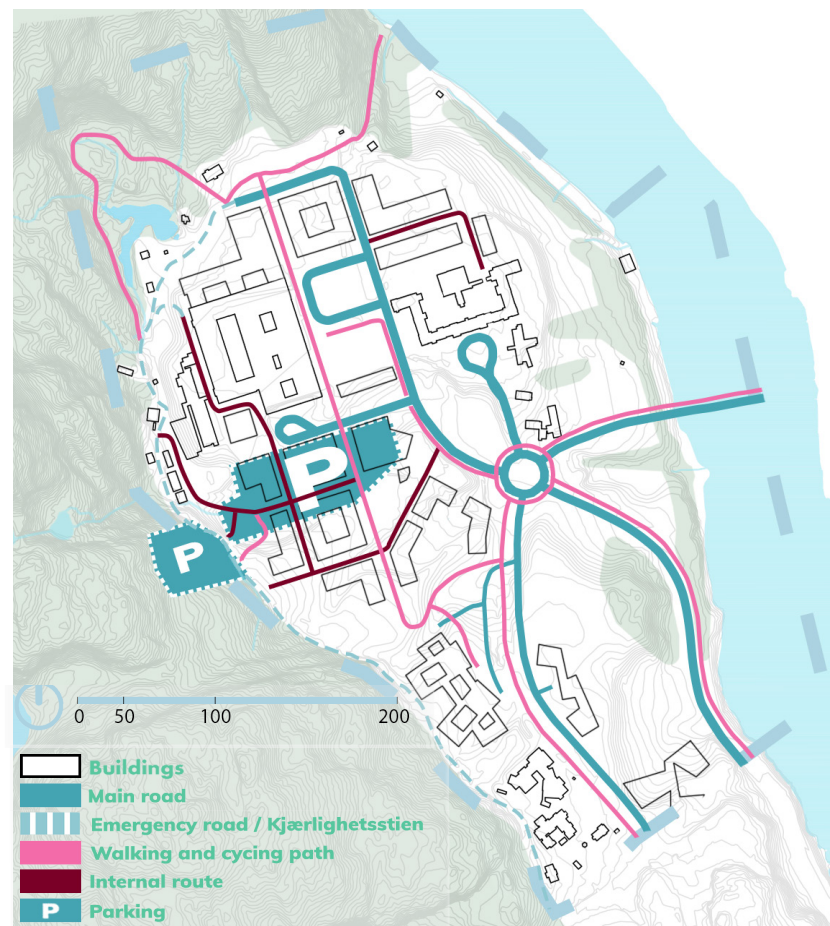 P
P
0 50 100 200
Buildings
Main road
Emergency road / Kjærlighetsstien
Walking and cycing path
Internal route
P Parking